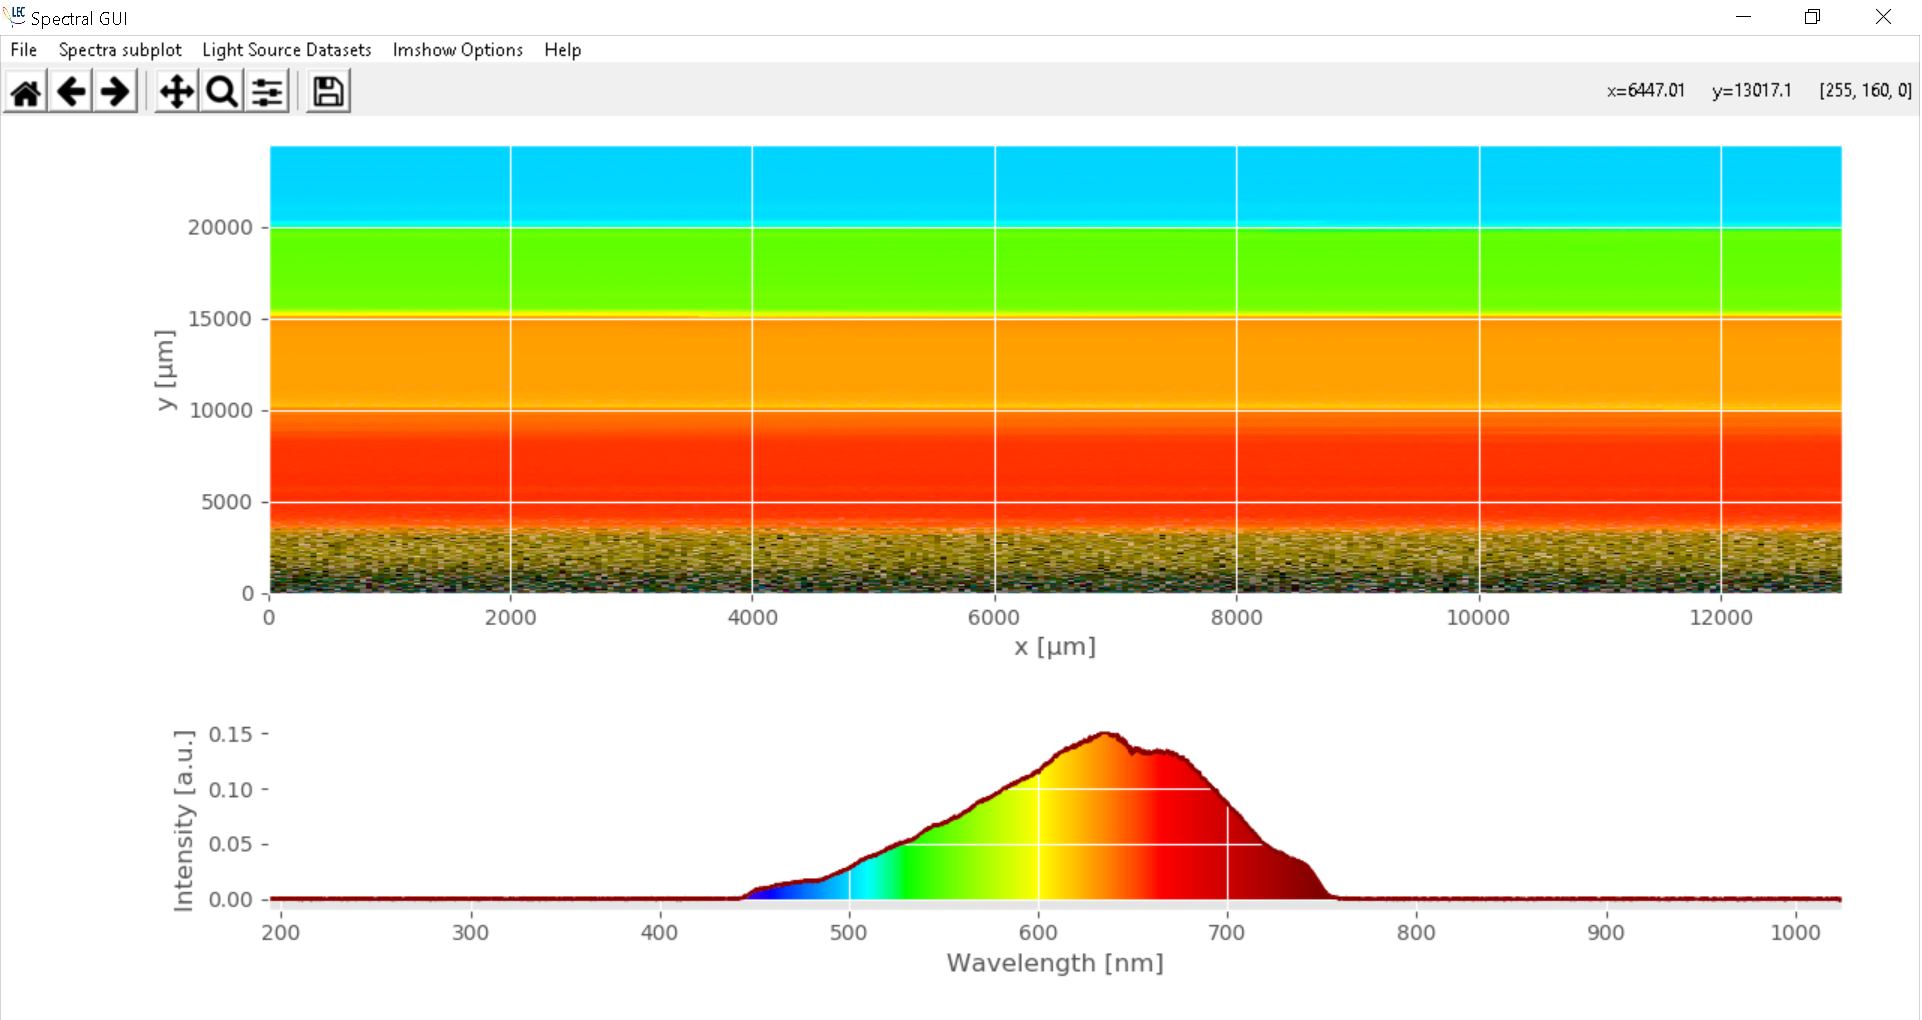 LEC Spectral GUI
File Spectra subplot Light Source Datasets Imshow Options Help
x=6447.01 y=13017.1 [255, 160, 0]
20000
15000
10000
5000
0
y [µm]
0 2000 4000 6000 8000 10000 12000
x [µm]
0.15
0.10
0.05
0.00
Intensity [a.u.]
200 300 400 500 600 700 800 900 1000
Wavelength [nm]